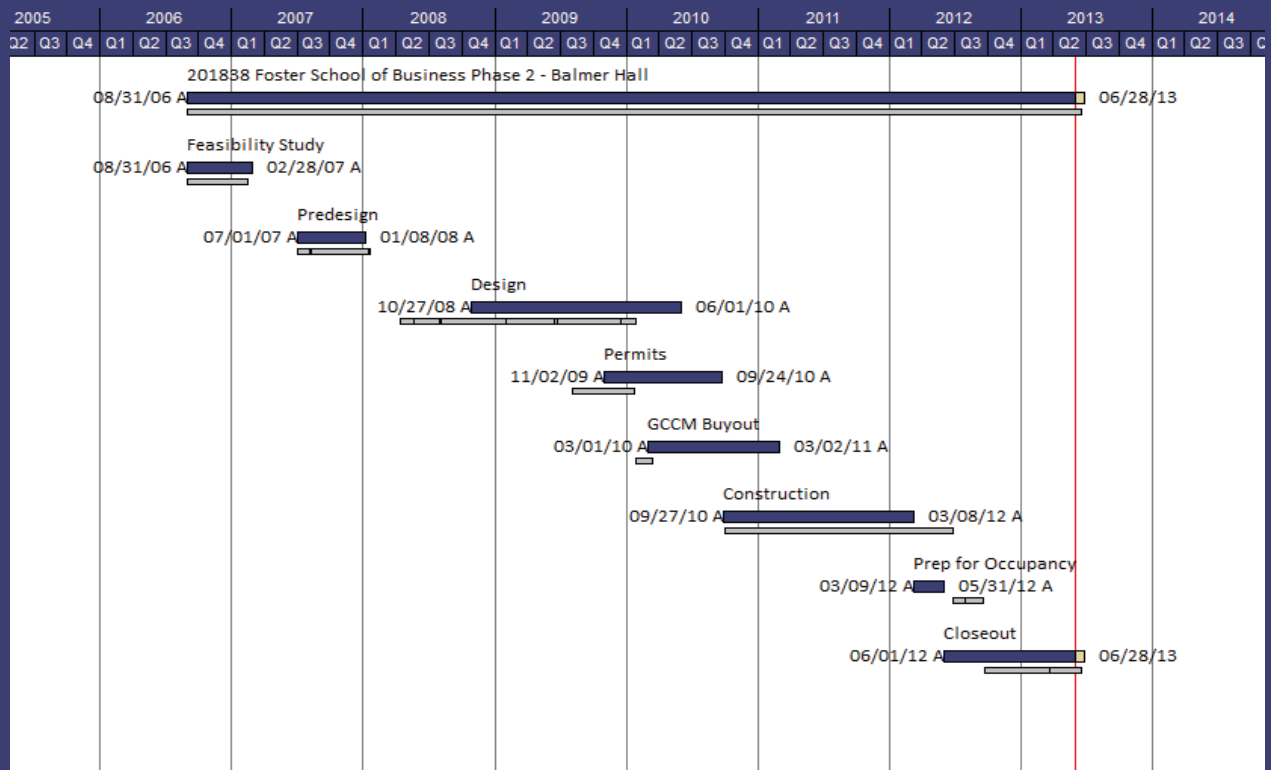 2005 2006 2007 2008 2009 2010 2011 2012 2013 2014
Q2 Q3 Q4 Q1 Q2 Q3 Q4 Q1 Q2 Q3 Q4 Q1 Q2 Q3 Q4 Q1 Q2 Q3 Q4 Q1 Q2 Q3 Q4 Q1 Q2 Q3 Q4 Q1 Q2 Q3 Q4 Q1 Q2 Q3 Q4 Q1 Q2 Q3
201838 Foster School of Business Phase 2 - Balmer Hall
08/31/06 A 06/28/13
Feasibility Study
08/31/06 A 02/28/07 A
Predesign
07/01/07 A 01/08/08 A
Design
10/27/08 A 06/01/10 A
Permits
11/02/09 A 09/24/10 A
GCCM Buyout
03/01/10 A 03/02/11 A
Construction
09/27/10 A 03/08/12 A
Prep for Occupancy
03/09/12 A 05/31/12 A
Closeout
06/01/12 A 06/28/13